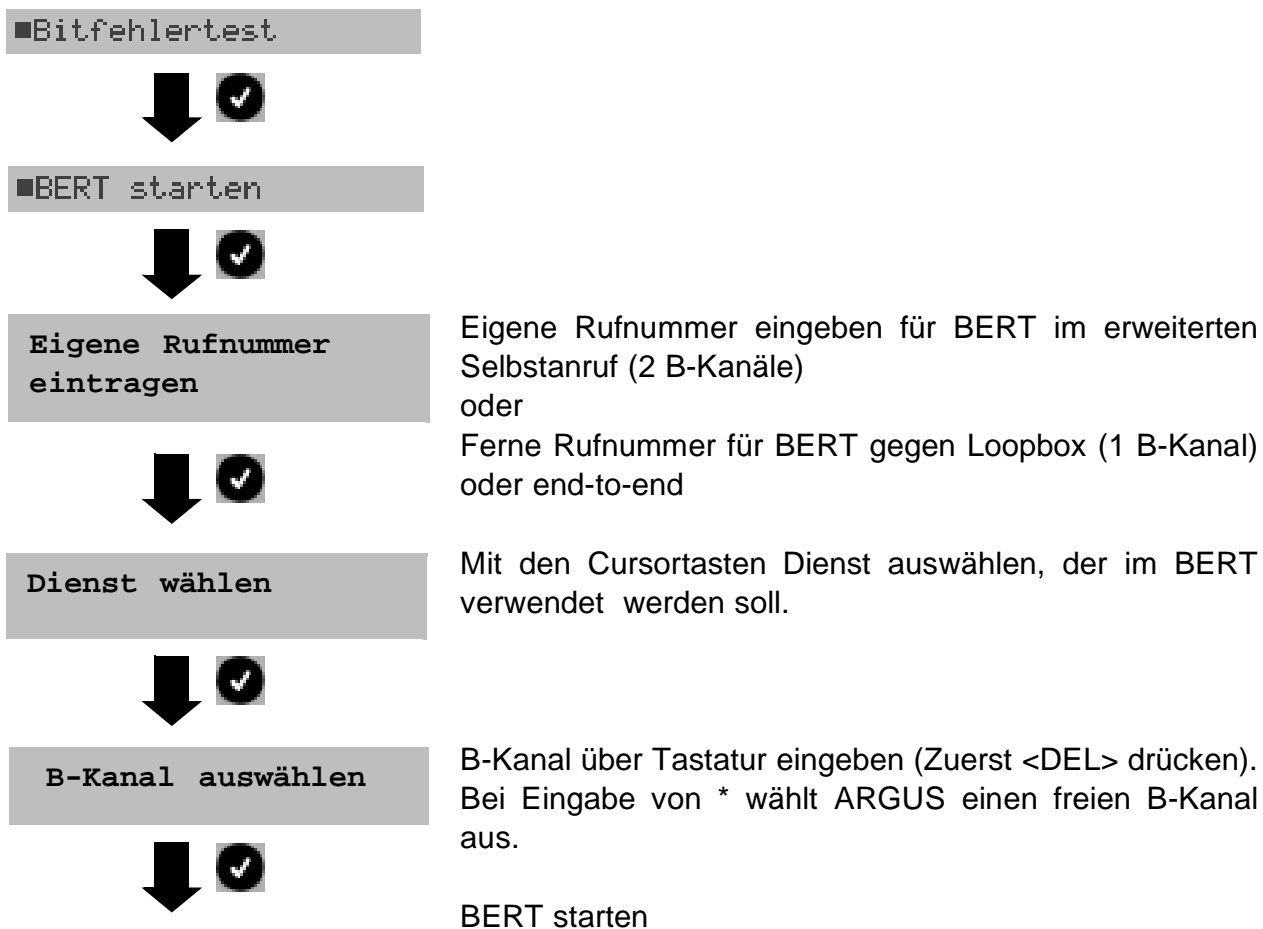 ■Bitfehlertest
■BERT starten
Eigene Rufnummer
eintragen
Eigene Rufnummer eingeben für BERT im erweiterten
Selbstanruf (2 B-Kanäle)
oder
Ferne Rufnummer für BERT gegen Loopbox (1 B-Kanal)
oder end-to-end
Dienst wählen
Mit den Cursortasten Dienst auswählen, der im BERT
verwendet werden soll.
B-Kanal auswählen
B-Kanal über Tastatur eingeben (Zuerst <DEL> drücken).
Bei Eingabe von * wählt ARGUS einen freien B-Kanal
aus.
BERT starten